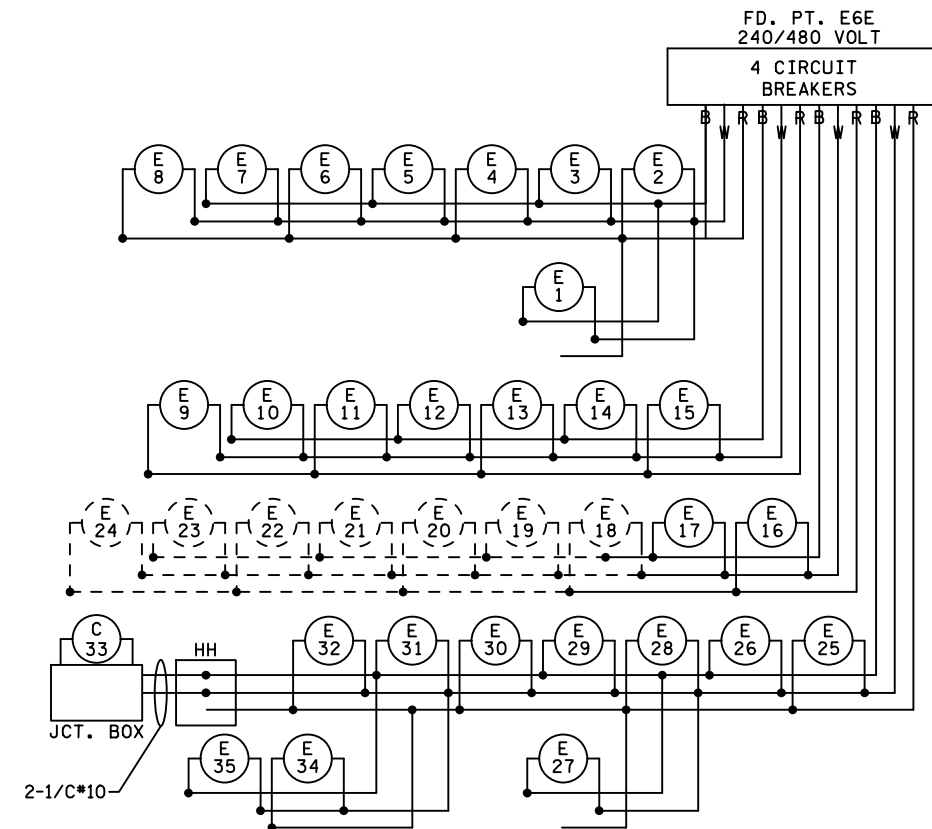 FD. PT. E6E
240/480 VOLT
4 CIRCUIT
BREAKERS
B W R B W R B W R B W R
E 8
E 7
E 6
E 5
E 4
E 3
E 2
E 1
E 9
E 10
E 11
E 12
E 13
E 14
E 15
E 24
E 23
E 22
E 21
E 20
E 19
E 18
E 17
E 16
C 33
HH
E 32
E 31
E 30
E 29
E 28
E 26
E 25
JCT. BOX
E 35
E 34
E 27
2-1/C#10